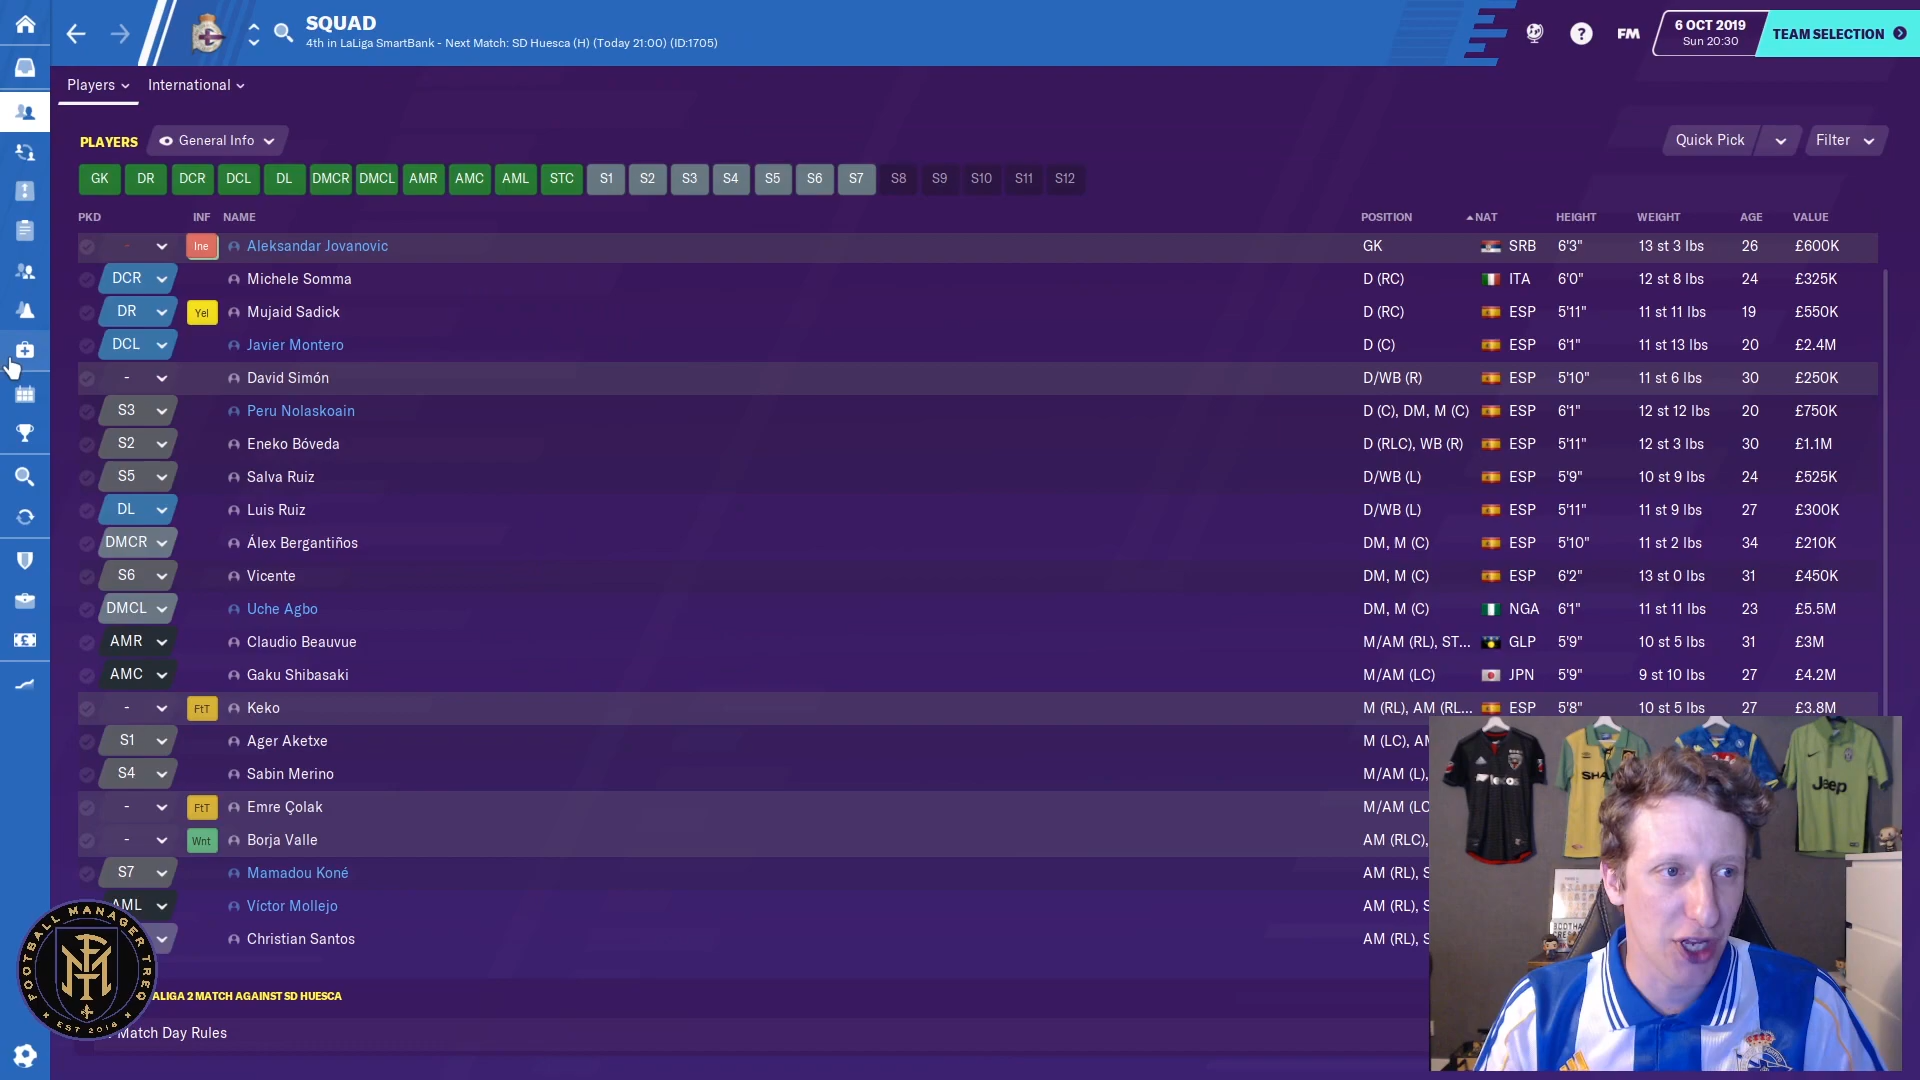 SQUAD
4th in LaLiga SmartBank - Next Match: SD Huesca (H) (Today 21:00) (ID:1705)
FM
6 OCT 2019
Sun 20:30
TEAM SELECTION
Players International
PLAYERS General Info Quick Pick Filter
GK DR DCR DCL DL DMCR DMCL AMR AMC AML STC S1 S2 S3 S4 S5 S6 S7 S8 S9 S10 S11 S12
PKD INF NAME POSITION NAT HEIGHT WEIGHT AGE VALUE
- Ine Aleksandar Jovanovic GK SRB 6'3" 13 st 3 lbs 26 £600K
DCR Michele Somma D (RC) ITA 6'0" 12 st 8 lbs 24 £325K
DR Yel Mujaid Sadick D (RC) ESP 5'11" 11 st 11 lbs 19 £550K
DCL Javier Montero D (C) ESP 6'1" 11 st 13 lbs 20 £2.4M
- David Simón D/WB (R) ESP 5'10" 11 st 6 lbs 30 £250K
S3 Peru Nolaskoain D (C), DM, M (C) ESP 6'1" 12 st 12 lbs 20 £750K
S2 Eneko Bóveda D (RLC), WB (R) ESP 5'11" 12 st 3 lbs 30 £1.1M
S5 Salva Ruiz D/WB (L) ESP 5'9" 10 st 9 lbs 24 £525K
DL Luis Ruiz D/WB (L) ESP 5'11" 11 st 9 lbs 27 £300K
DMCR Álex Bergantiños DM, M (C) ESP 5'10" 11 st 2 lbs 34 £210K
S6 Vicente DM, M (C) ESP 6'2" 13 st 0 lbs 31 £450K
DMCL Uche Agbo DM, M (C) NGA 6'1" 11 st 11 lbs 23 £5.5M
AMR Claudio Beauvue M/AM (RL), ST... GLP 5'9" 10 st 5 lbs 31 £3M
AMC Gaku Shibasaki M/AM (LC) JPN 5'9" 9 st 10 lbs 27 £4.2M
- FtT Keko M (RL), AM (RL... ESP 5'8" 10 st 5 lbs 27 £3.8M
S1 Ager Aketxe M (LC), AM
S4 Sabin Merino M/AM (L),
- FtT Emre Çolak M/AM (LC
- Wnt Borja Valle AM (RLC),
S7 Mamadou Koné AM (RL), S
AML Víctor Mollejo AM (RL), S
Christian Santos AM (RL), S
ALIGA 2 MATCH AGAINST SD HUESCA
Match Day Rules
FOOTBALL MANAGER TREQ
EST 2018
SHA
Jeep